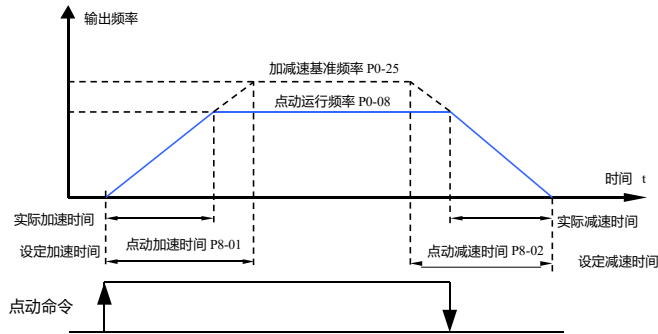 输出频率
加减速基准频率 P0-25
点动运行频率 P0-08
时间 t
实际加速时间
实际减速时间
设定加速时间
点动加速时间 P8-01
点动减速时间 P8-02
设定减速时间
点动命令